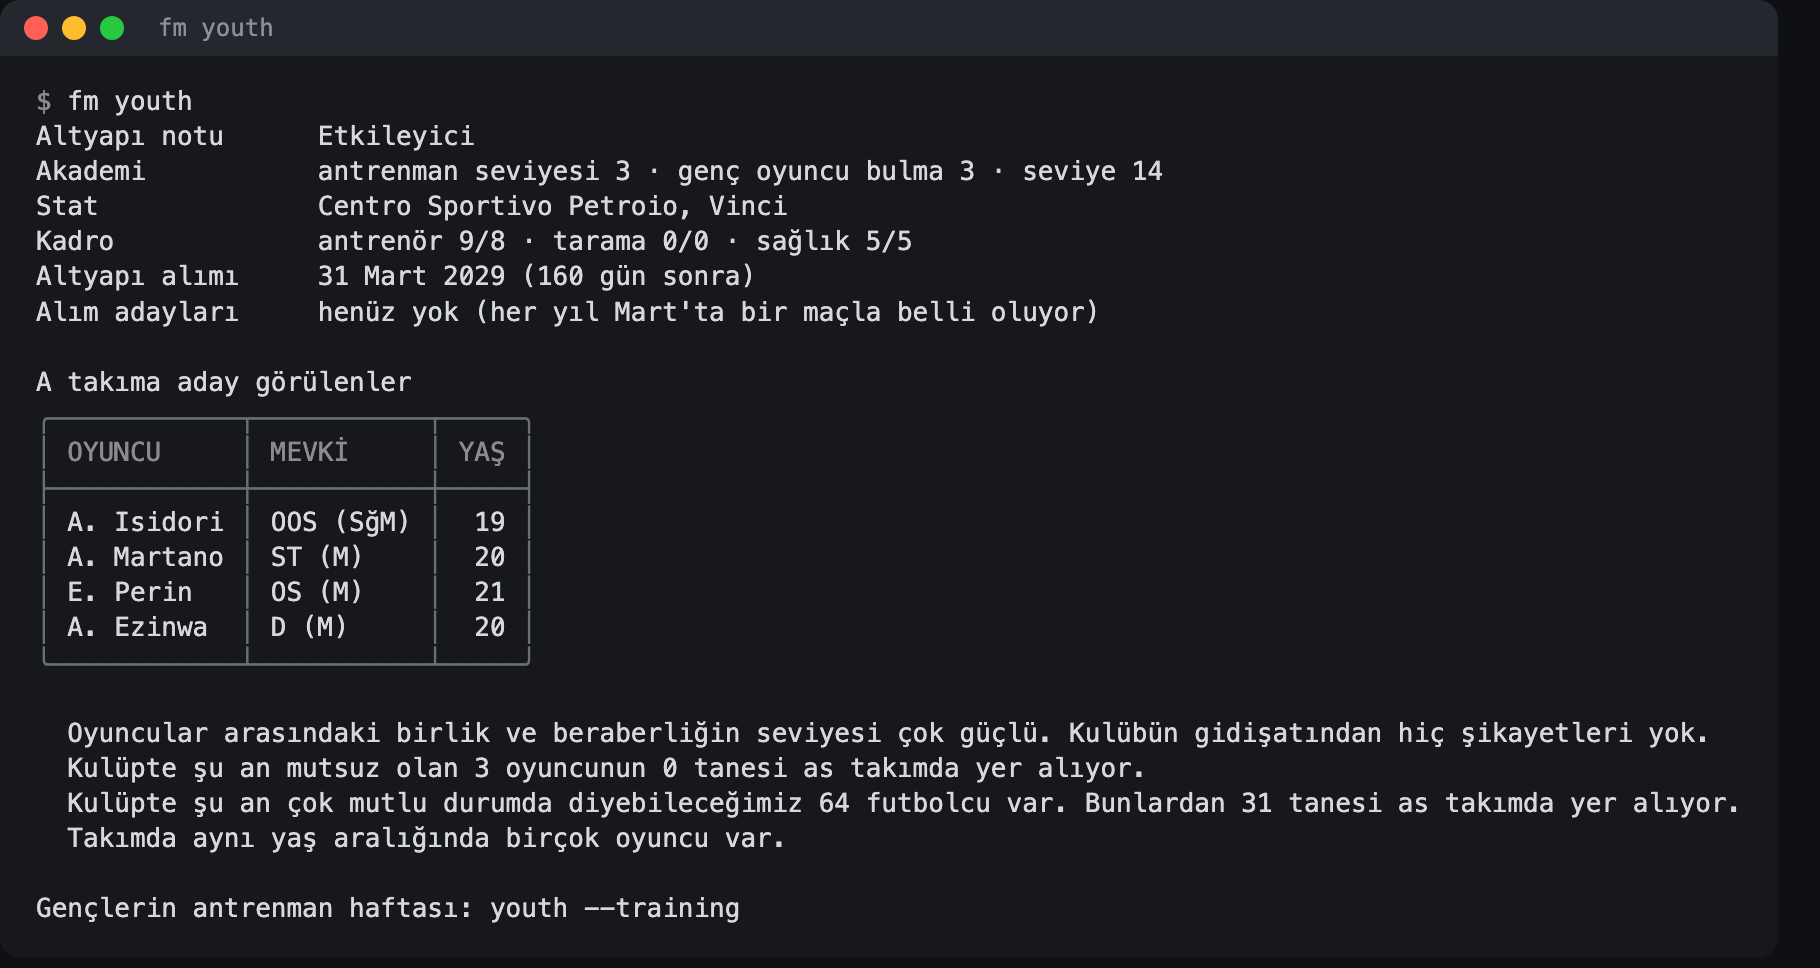 fm youth
$ fm youth
Altyapı notu Etkileyici
Akademi antrenman seviyesi 3 · genç oyuncu bulma 3 · seviye 14
Stat Centro Sportivo Petroio, Vinci
Kadro antrenör 9/8 · tarama 0/0 · sağlık 5/5
Altyapı alımı 31 Mart 2029 (160 gün sonra)
Alım adayları henüz yok (her yıl Mart'ta bir maçla belli oluyor)
A takıma aday görülenler
OYUNCU MEVKİ YAŞ
A. Isidori OOS (SğM) 19
A. Martano ST (M) 20
E. Perin OS (M) 21
A. Ezinwa D (M) 20
Oyuncular arasındaki birlik ve beraberliğin seviyesi çok güçlü. Kulübün gidişatından hiç şikayetleri yok.
Kulüpte şu an mutsuz olan 3 oyuncunun 0 tanesi as takımda yer alıyor.
Kulüpte şu an çok mutlu durumda diyebileceğimiz 64 futbolcu var. Bunlardan 31 tanesi as takımda yer alıyor.
Takımda aynı yaş aralığında birçok oyuncu var.
Gençlerin antrenman haftası: youth --training